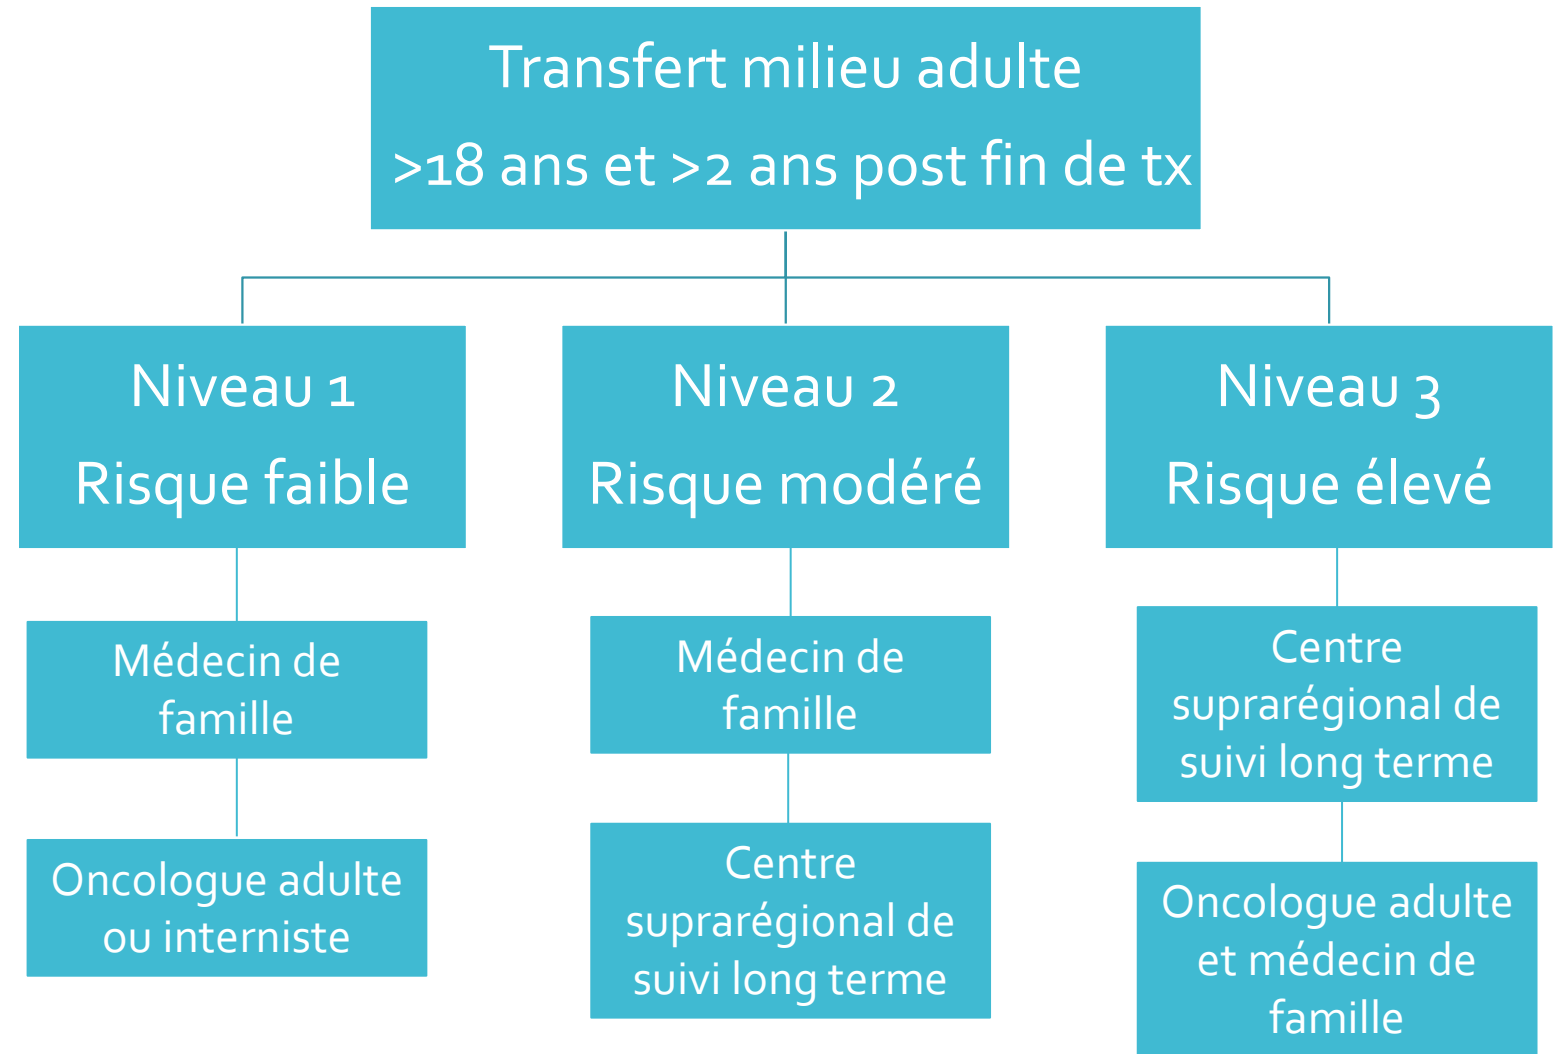 Transfert milieu adulte
>18 ans et >2 ans post fin de tx
Niveau 1
Risque faible
Niveau 2
Risque modéré
Niveau 3
Risque élevé
Médecin de
famille
Médecin de
famille
Centre
suprarégional de
suivi long terme
Oncologue adulte
ou interniste
Centre
suprarégional de
suivi long terme
Oncologue adulte
et médecin de
famille